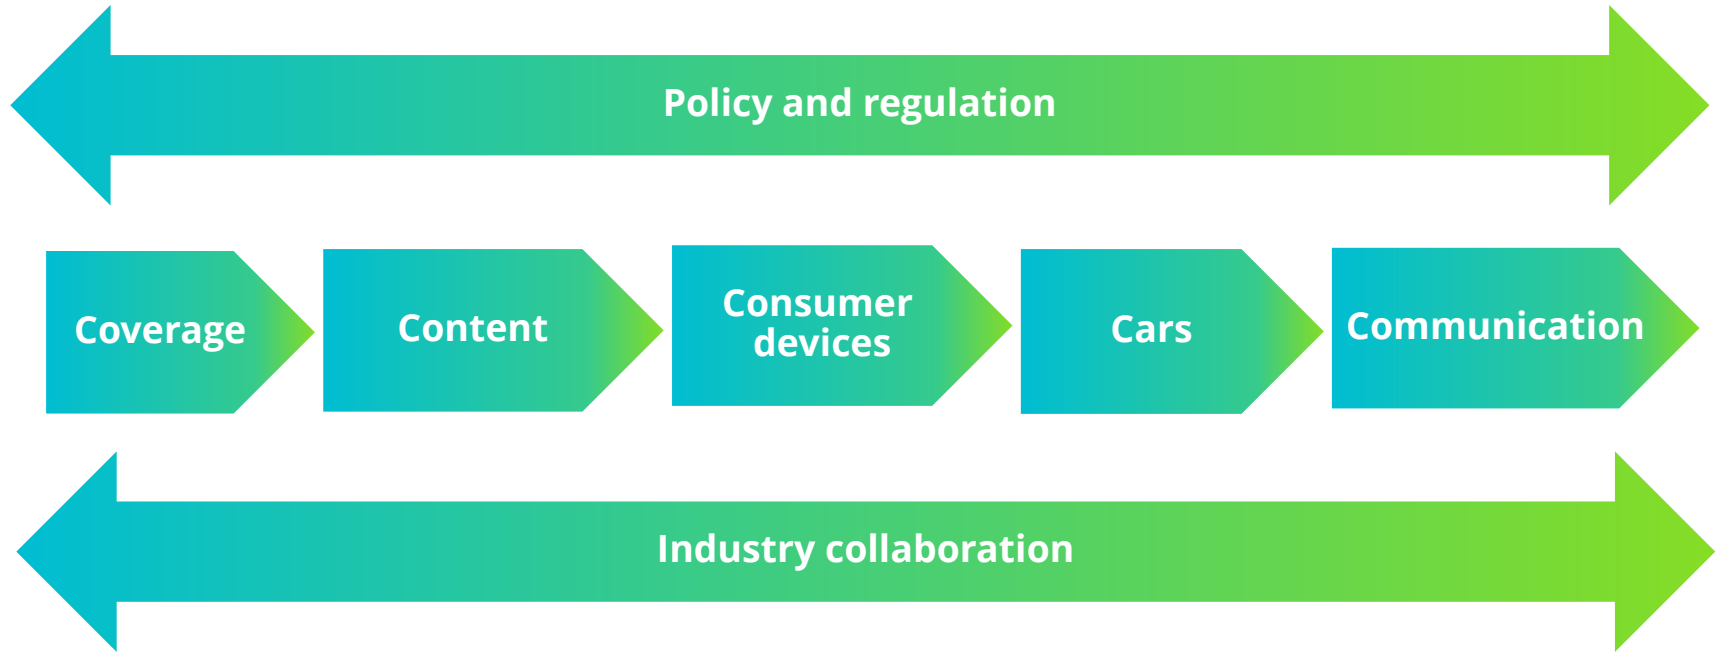 Policy and regulation
Coverage
Content
Consumer
devices
Cars
Communication
Industry collaboration